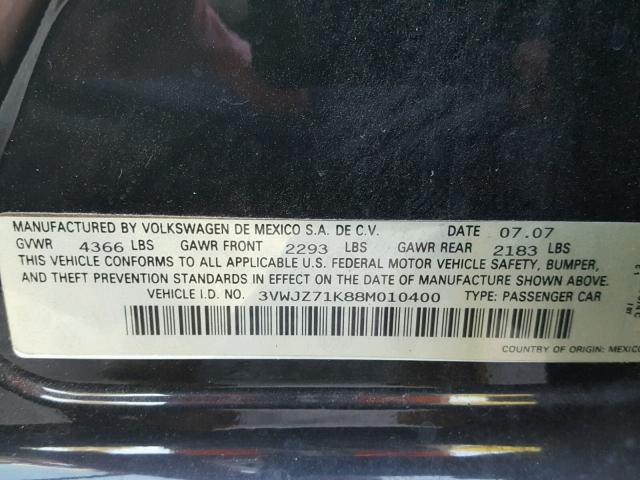 MANUFACTURED BY VOLKSWAGEN DE MEXICO S.A. DE C.V. DATE 07.07
GVWR 4366 LBS GAWR FRONT 2293 LBS GAWR REAR 2183 LBS
THIS VEHICLE CONFORMS TO ALL APPLICABLE U.S. FEDERAL MOTOR VEHICLE SAFETY, BUMPER,
AND THEFT PREVENTION STANDARDS IN EFFECT ON THE DATE OF MANUFACTURE SHOWN ABOVE.
VEHICLE I.D. NO. 3VWJZ71K88M010400 TYPE: PASSENGER CAR
COUNTRY OF ORIGIN: MEXICO